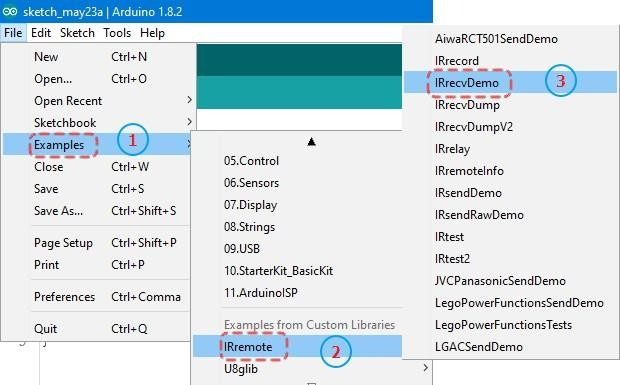 sketch_may23a | Arduino 1.8.2
File Edit Sketch Tools Help
New Ctrl+N
Open... Ctrl+O
Open Recent
Sketchbook
Examples
Close Ctrl+W
Save Ctrl+S
Save As... Ctrl+Shift+S
Page Setup Ctrl+Shift+P
Print Ctrl+P
Preferences Ctrl+Comma
Quit Ctrl+Q
1
05.Control
06.Sensors
07.Display
08.Strings
09.USB
10.StarterKit_BasicKit
11.ArduinoISP
Examples from Custom Libraries
IRremote
2
U8glib
AiwaRCT501SendDemo
IRrecord
IRrecvDemo
3
IRrecvDump
IRrecvDumpV2
IRrelay
IRremoteInfo
IRsendDemo
IRsendRawDemo
IRtest
IRtest2
JVCPanasonicSendDemo
LegoPowerFunctionsSendDemo
LegoPowerFunctionsTests
LGACSendDemo